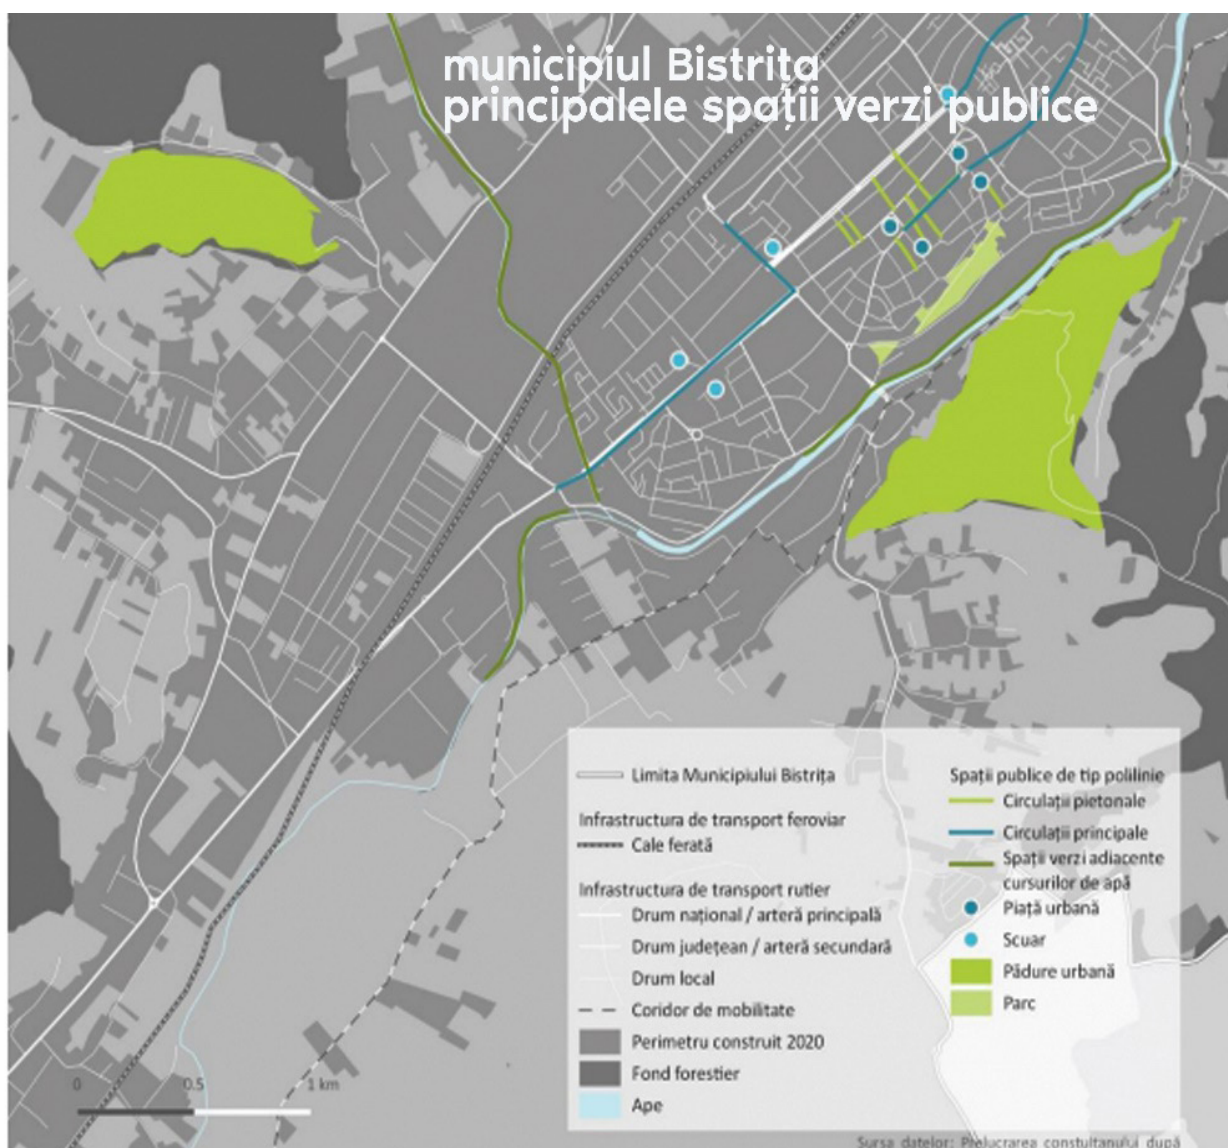 municipiul Bistrița
principalele spații verzi publice
Limita Municipiului Bistrița
Infrastructura de transport feroviar
Cale ferată
Infrastructura de transport rutier
Drum național / arteră principală
Drum județean / arteră secundară
Drum local
Coridor de mobilitate
Perimetru construit 2020
Fond forestier
Ape
Spații publice de tip polilinie
Circulații pietonale
Circulații principale
Spații verzi adiacente
cursurilor de apă
Piață urbană
Scuar
Pădure urbană
Parc
0 0.5 1 km
Sursa datelor: Prelucrarea constultanului după